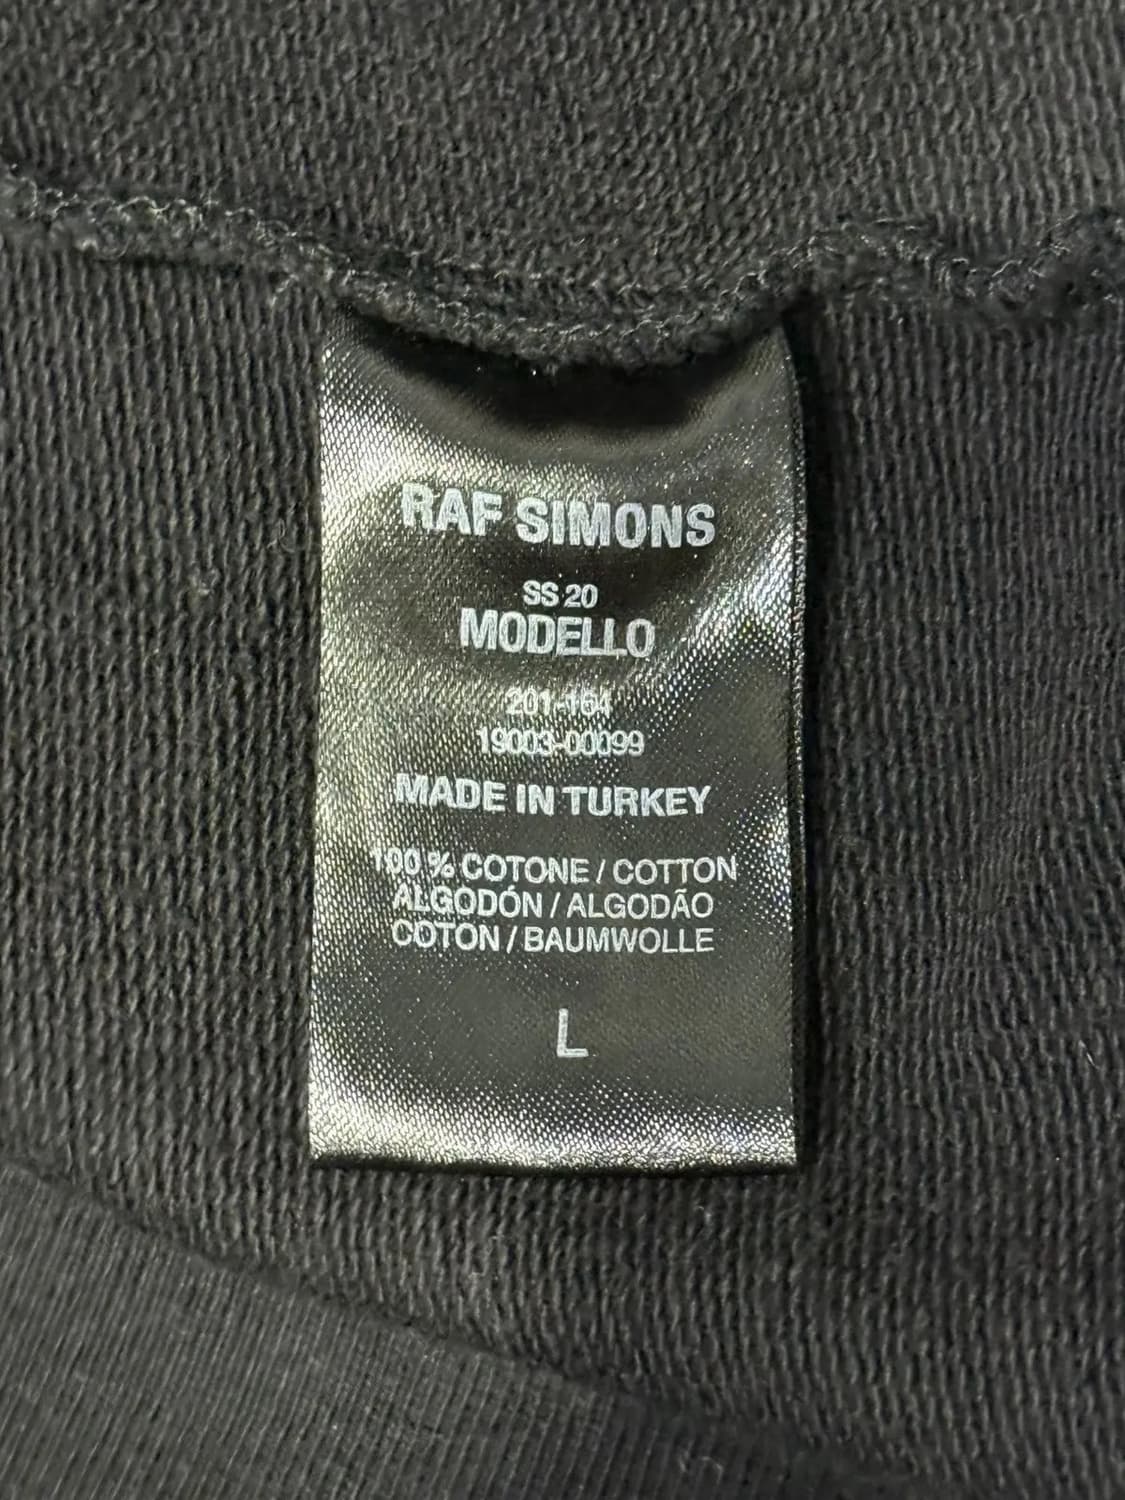 RAF SIMONS
SS 20
MODELLO
201-164
19003-00099
MADE IN TURKEY
100 % COTONE / COTTON
ALGODÓN / ALGODÃO
COTON / BAUMWOLLE
L